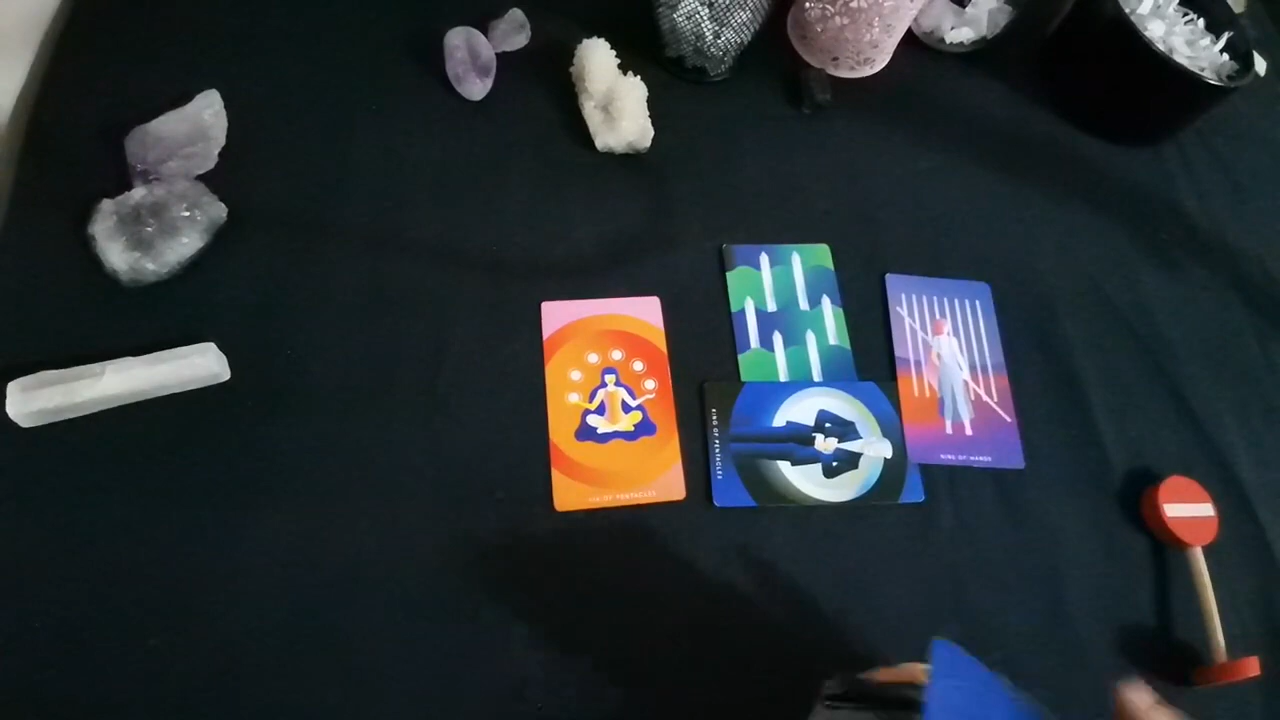 SIX OF PENTACLES
KING OF PENTACLES
NINE OF WANDS